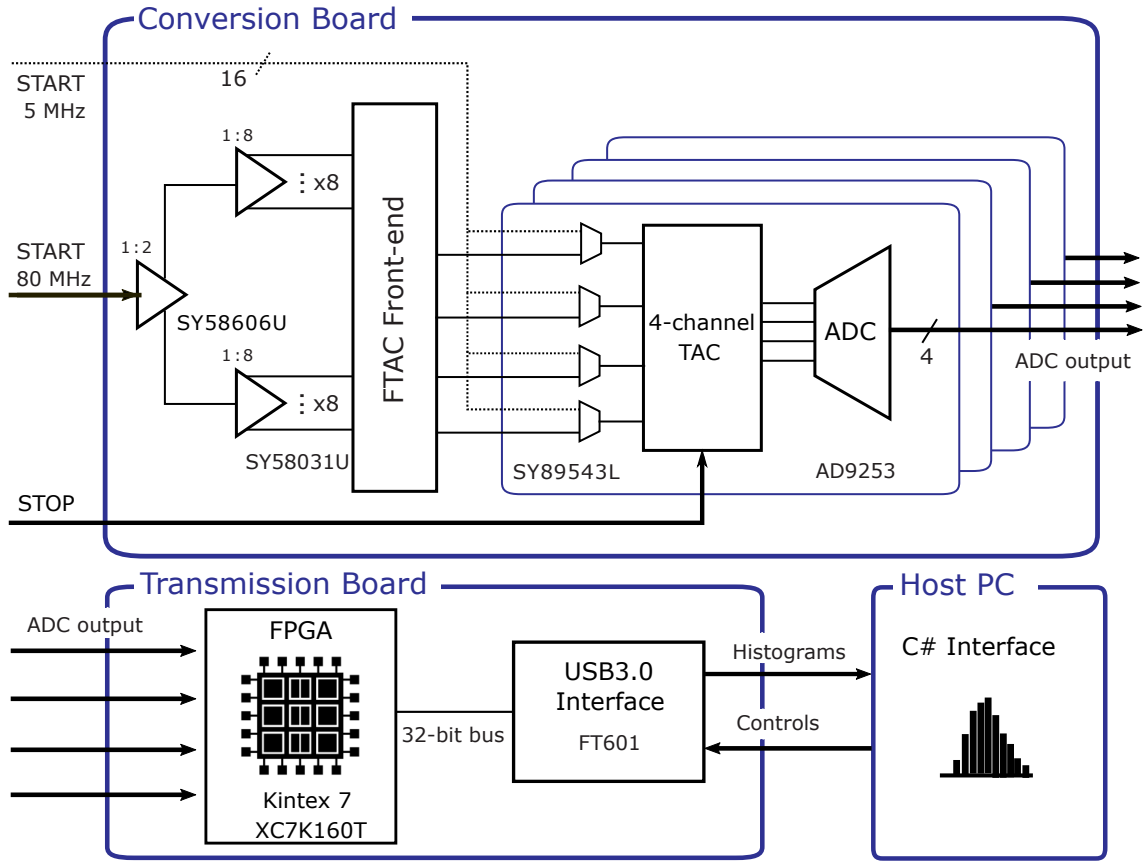 Conversion Board
START
5 MHz
16
1:8
⋮ x8
START
80 MHz
1:2
SY58606U
1:8
⋮ x8
SY58031U
FTAC Front-end
4-channel
TAC
ADC
4
ADC output
SY89543L
AD9253
STOP
Transmission Board
Host PC
ADC output
FPGA
Kintex 7
XC7K160T
32-bit bus
USB3.0
Interface
FT601
Histograms
Controls
C# Interface